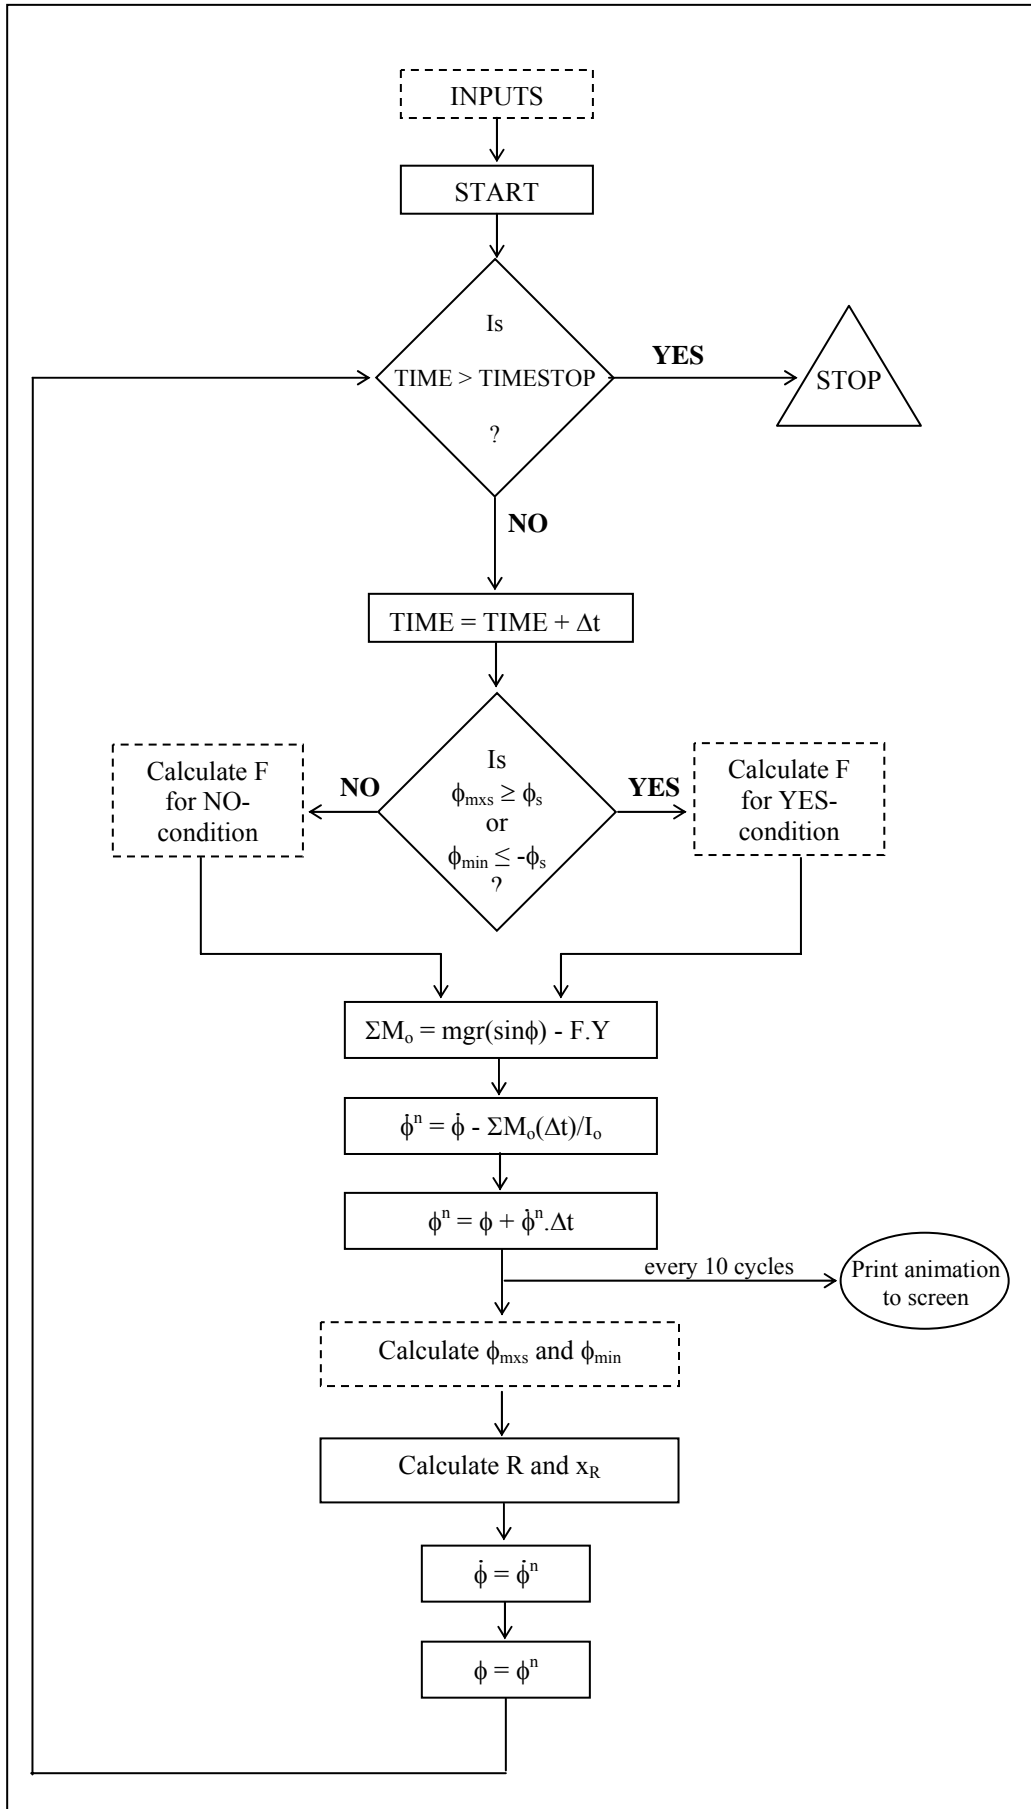 INPUTS
START
Is
TIME > TIMESTOP
?
YES
STOP
NO
TIME = TIME + Δt
Calculate F
for NO-
condition
NO
Is
ϕmxs ≥ ϕs
or
ϕmin ≤ -ϕs
?
YES
Calculate F
for YES-
condition
ΣMₒ = mgr(sinϕ) - F.Y
ϕ̇ⁿ = ϕ̇ - ΣMₒ(Δt)/Iₒ
ϕⁿ = ϕ + ϕ̇ⁿ.Δt
every 10 cycles
Print animation
to screen
Calculate ϕmxs and ϕmin
Calculate R and xR
ϕ̇ = ϕ̇ⁿ
ϕ = ϕⁿ